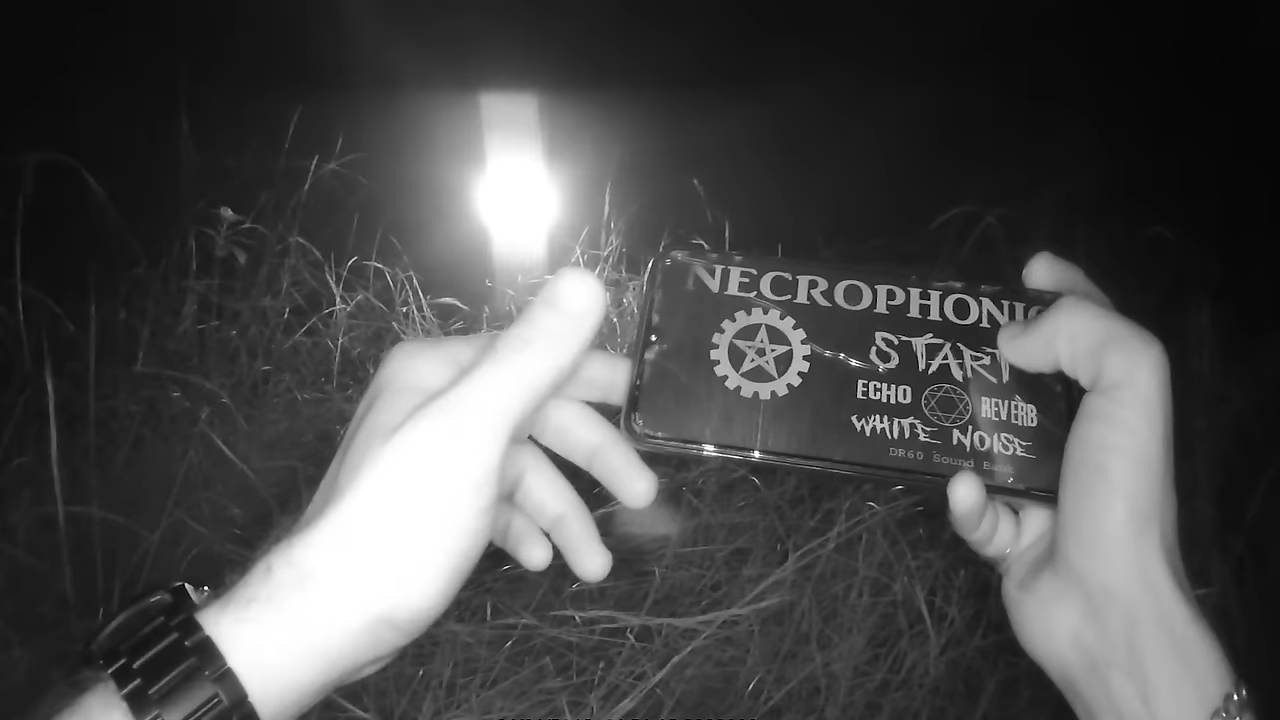 NECROPHONIC
START
ECHO REVERB
WHITE NOISE
DR60 Sound Bank